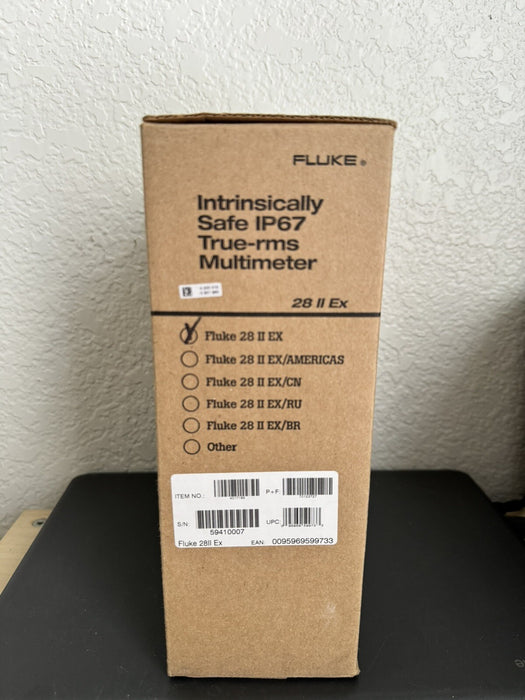 FLUKE®
Intrinsically
Safe IP67
True-rms
Multimeter
28 II Ex
Fluke 28 II EX
Fluke 28 II EX/AMERICAS
Fluke 28 II EX/CN
Fluke 28 II EX/RU
Fluke 28 II EX/BR
Other
ITEM NO.:
P+F:
S/N:
59410007
UPC:
Fluke 28II Ex
EAN: 0095969599733